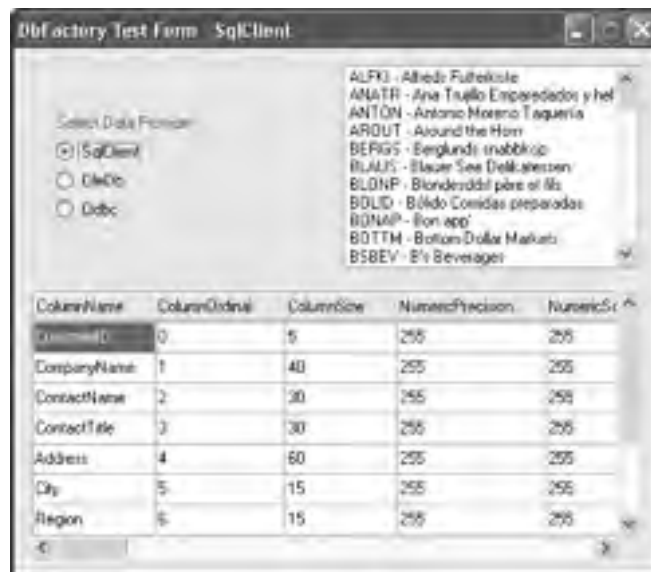 DbFactory Test Form - SqlClient
Select Data Provider
SqlClient
OleDb
Odbc
ALFKI - Alfreds Futterkiste
ANATR - Ana Trujillo Emparedados y hel
ANTON - Antonio Moreno Taquería
AROUT - Around the Horn
BERGS - Berglunds snabbköp
BLAUS - Blauer See Delikatessen
BLONP - Blondesddsl père et fils
BOLID - Bólido Comidas preparadas
BONAP - Bon app'
BOTTM - Bottom-Dollar Markets
BSBEV - B's Beverages
ColumnName ColumnOrdinal ColumnSize NumericPrecision NumericSc
CustomerID 0 5 255 255
CompanyName 1 40 255 255
ContactName 2 30 255 255
ContactTitle 3 30 255 255
Address 4 60 255 255
City 5 15 255 255
Region 6 15 255 255